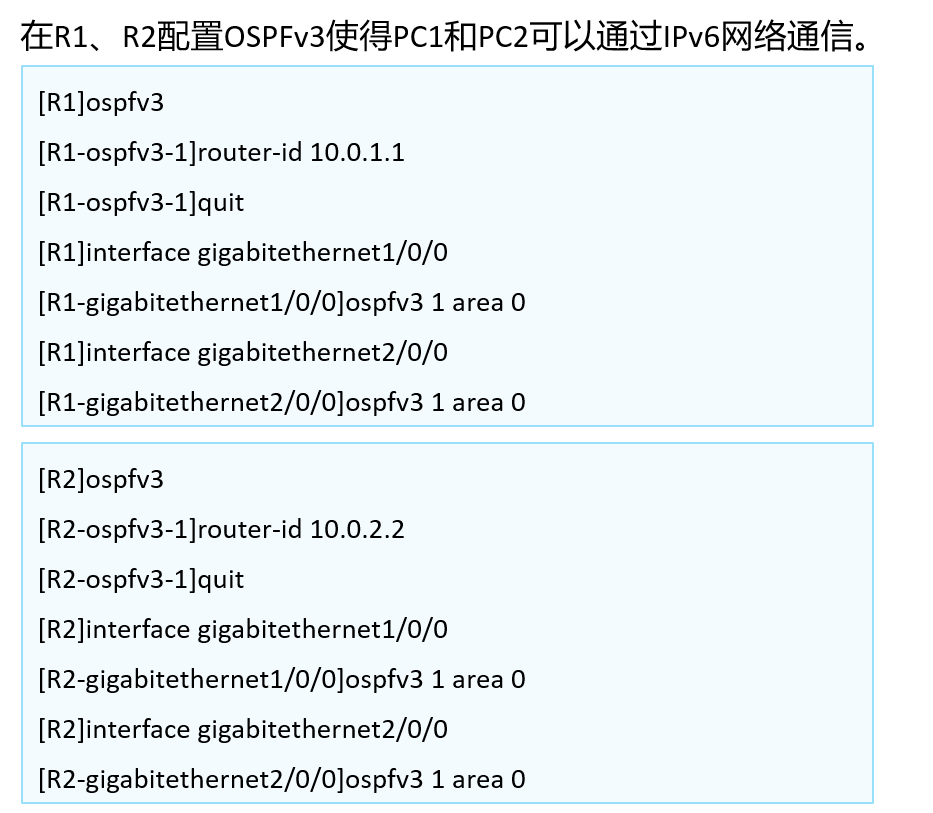 在R1、R2配置OSPFv3使得PC1和PC2可以通过IPv6网络通信。
[R1]ospfv3
[R1-ospfv3-1]router-id 10.0.1.1
[R1-ospfv3-1]quit
[R1]interface gigabitethernet1/0/0
[R1-gigabitethernet1/0/0]ospfv3 1 area 0
[R1]interface gigabitethernet2/0/0
[R1-gigabitethernet2/0/0]ospfv3 1 area 0
[R2]ospfv3
[R2-ospfv3-1]router-id 10.0.2.2
[R2-ospfv3-1]quit
[R2]interface gigabitethernet1/0/0
[R2-gigabitethernet1/0/0]ospfv3 1 area 0
[R2]interface gigabitethernet2/0/0
[R2-gigabitethernet2/0/0]ospfv3 1 area 0